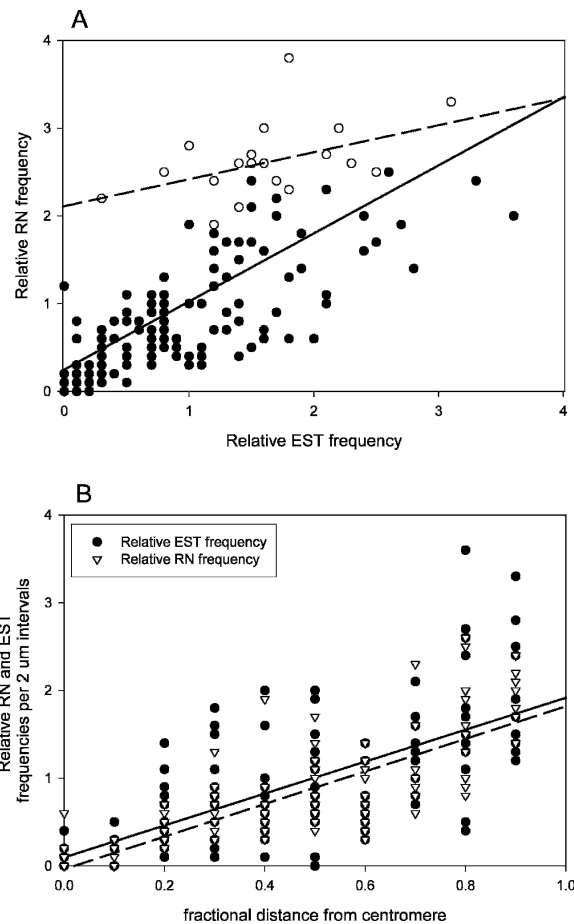 A
4
3
2
1
0
Relative RN frequency
0 1 2 3 4
Relative EST frequency
B
4
3
2
1
0
Relative RN and EST
frequencies per 2 um intervals
Relative EST frequency
Relative RN frequency
0.0 0.2 0.4 0.6 0.8 1.0
fractional distance from centromere